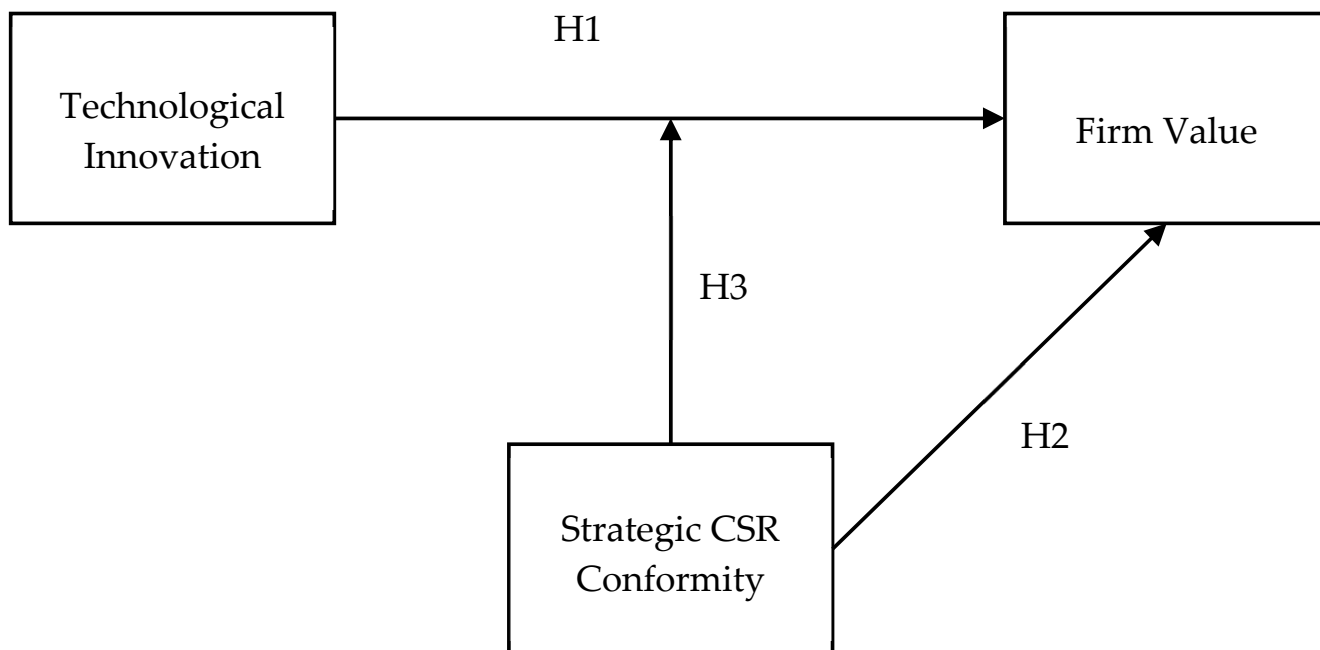 H1
Technological
Innovation
Firm Value
H3
H2
Strategic CSR
Conformity